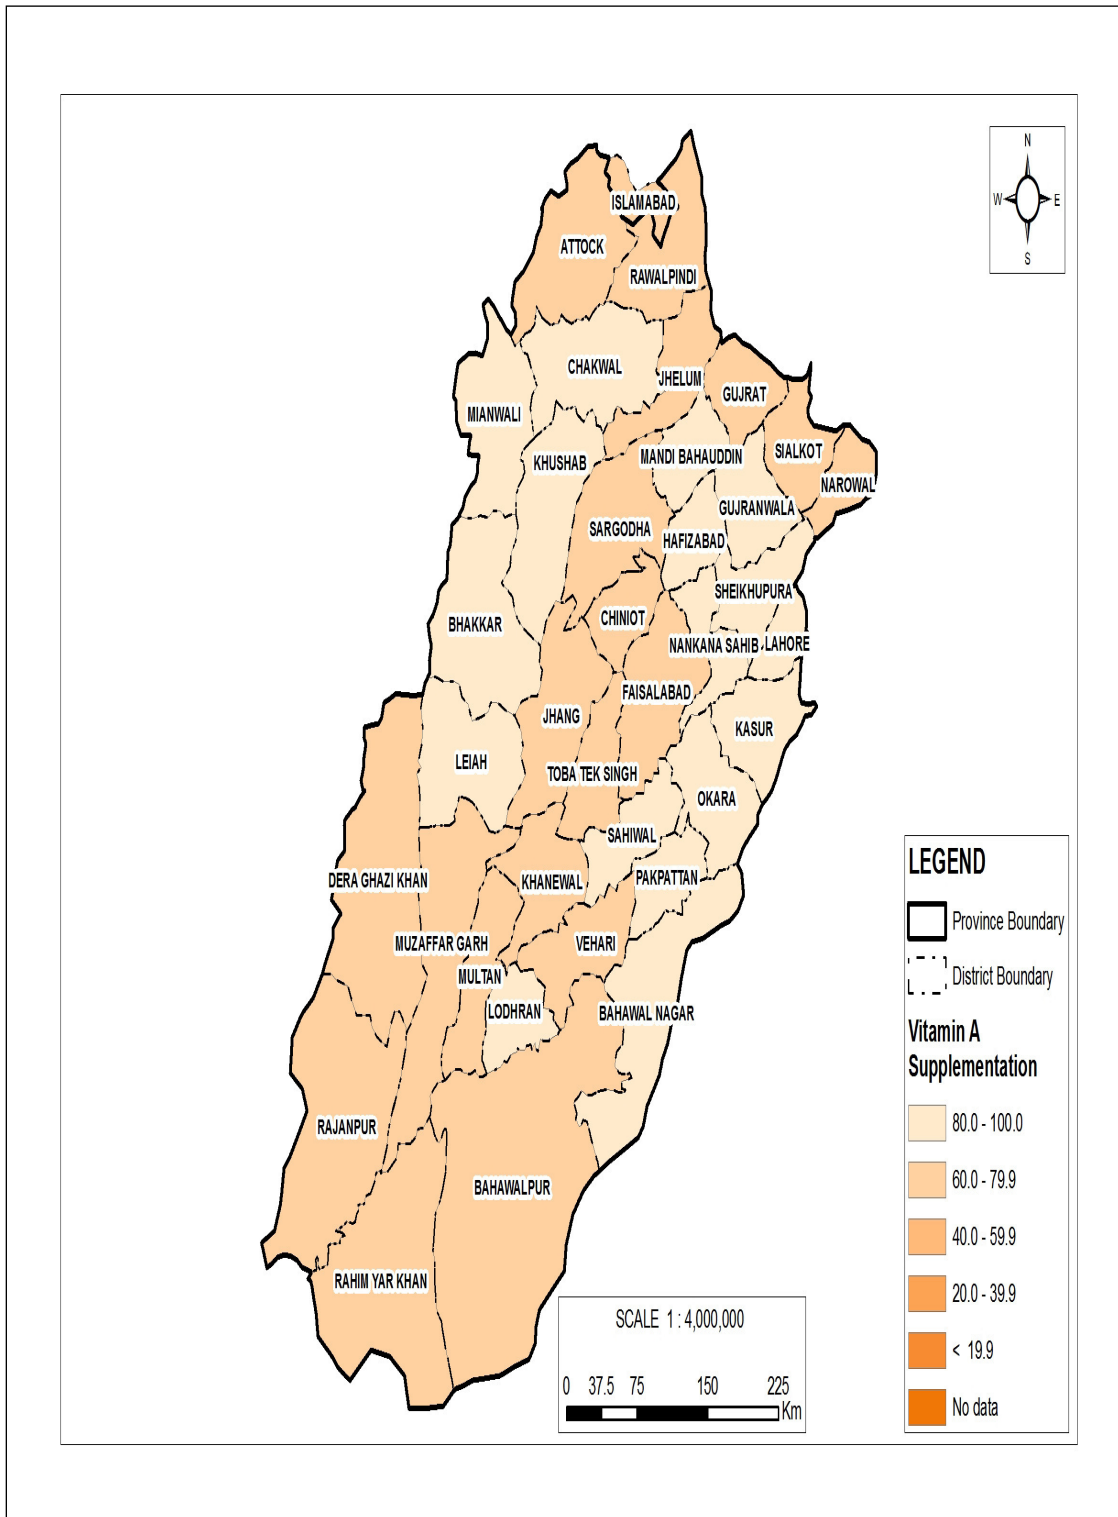 N
W E
S
ISLAMABAD
ATTOCK
RAWALPINDI
CHAKWAL
JHELUM
GUJRAT
MIANWALI
MANDI BAHAUDDIN
SIALKOT
KHUSHAB
NAROWAL
GUJRANWALA
SARGODHA
HAFIZABAD
SHEIKHUPURA
CHINIOT
BHAKKAR
NANKANA SAHIB
LAHORE
FAISALABAD
JHANG
KASUR
LEIAH
TOBA TEK SINGH
OKARA
SAHIWAL
DERA GHAZI KHAN
KHANEWAL
PAKPATTAN
MUZAFFAR GARH
VEHARI
MULTAN
LODHRAN
BAHAWAL NAGAR
RAJANPUR
BAHAWALPUR
RAHIM YAR KHAN
LEGEND
Province Boundary
District Boundary
Vitamin A
Supplementation
80.0 - 100.0
60.0 - 79.9
40.0 - 59.9
20.0 - 39.9
< 19.9
No data
SCALE 1 : 4,000,000
0 37.5 75 150 225
Km